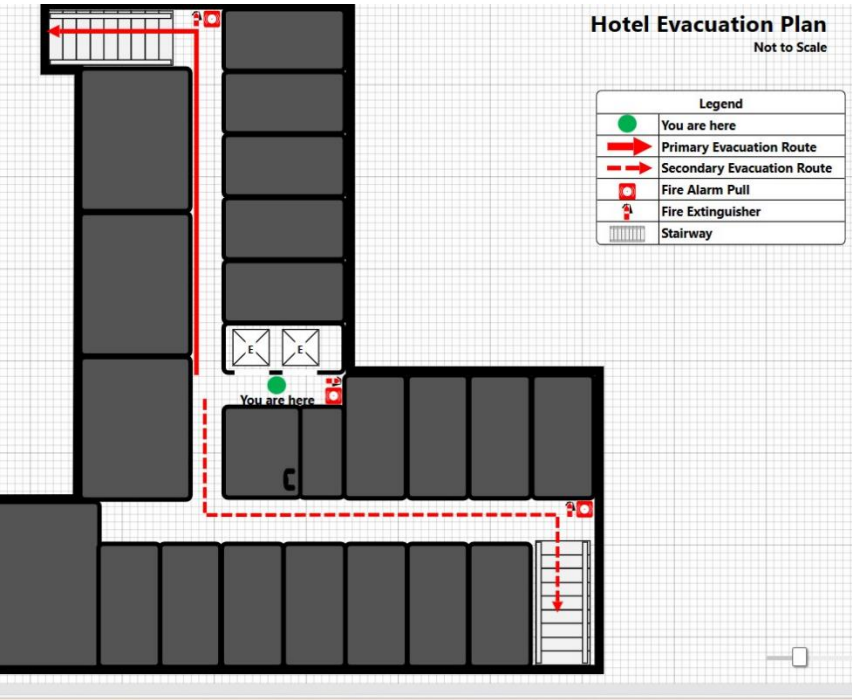 Hotel Evacuation Plan
Not to Scale
Legend
You are here
Primary Evacuation Route
Secondary Evacuation Route
Fire Alarm Pull
Fire Extinguisher
Stairway
E E
You are here